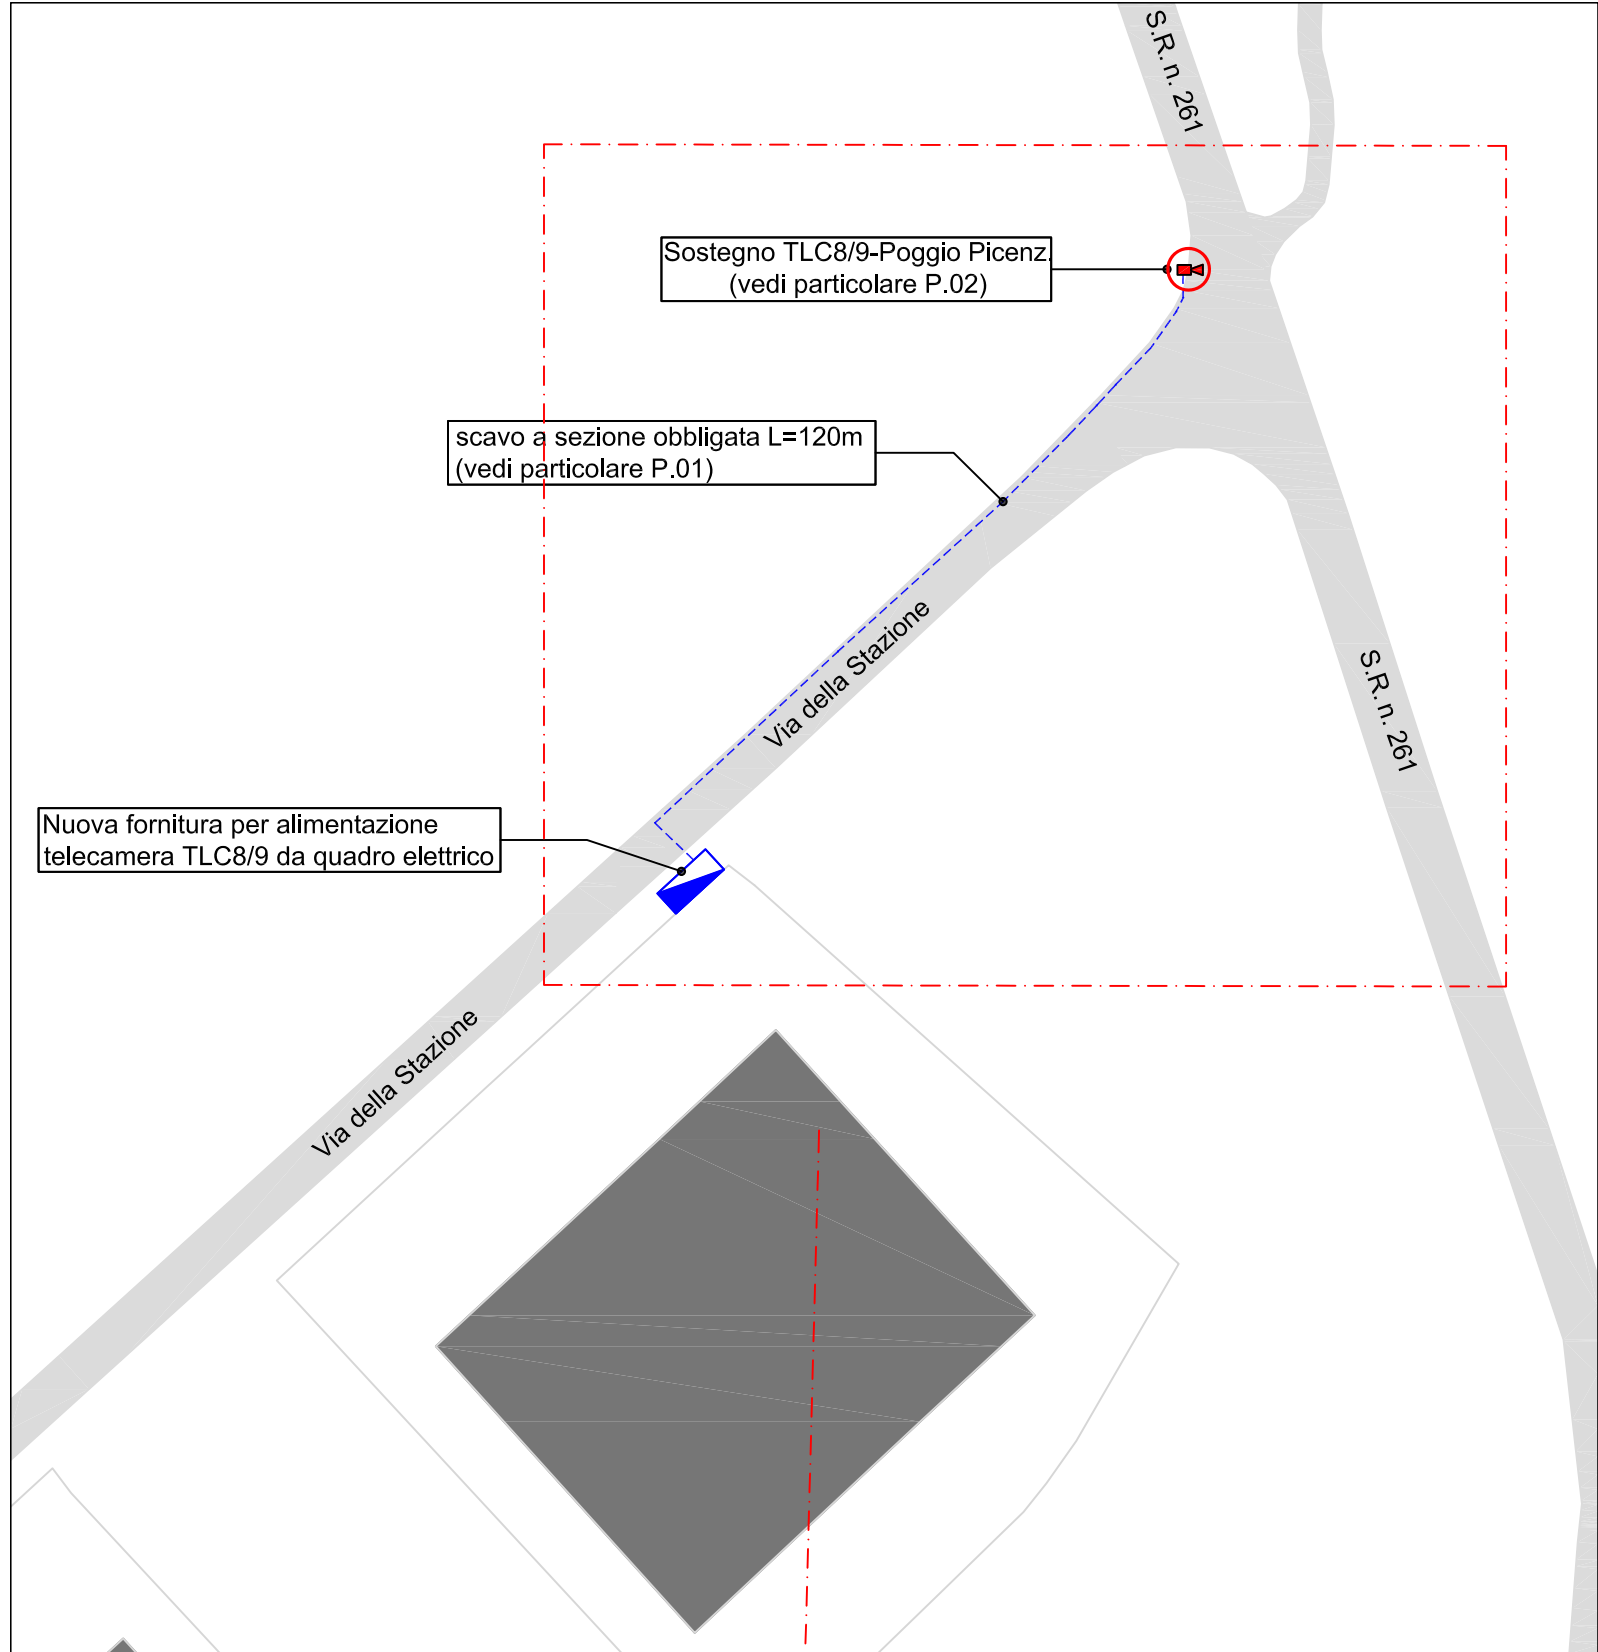 S.R. n. 261
Sostegno TLC8/9-Poggio Picenz.
(vedi particolare P.02)
scavo a sezione obbligata L=120m
(vedi particolare P.01)
Via della Stazione
S.R. n. 261
Nuova fornitura per alimentazione
telecamera TLC8/9 da quadro elettrico
Via della Stazione